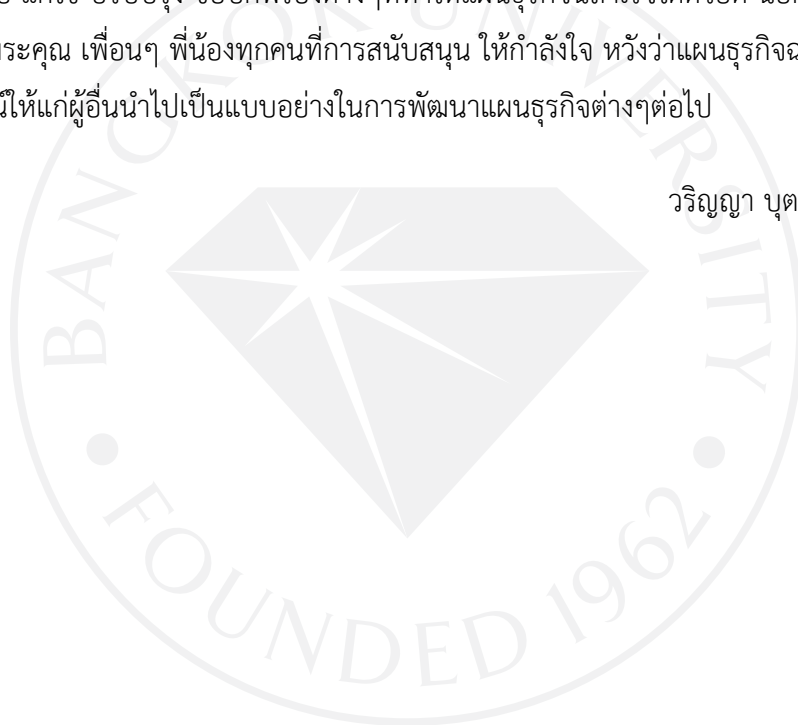 ระคุณ เพื่อนๆ พี่น้องทุกคนที่การสนับสนุน ให้กำลังใจ หวังว่าแผนธุรกิจฉ
์ให้แก่ผู้อื่นนำไปเป็นแบบอย่างในการพัฒนาแผนธุรกิจต่างๆต่อไป
วริญญา บุต
BANGKOK UNIVERSITY
FOUNDED 1962